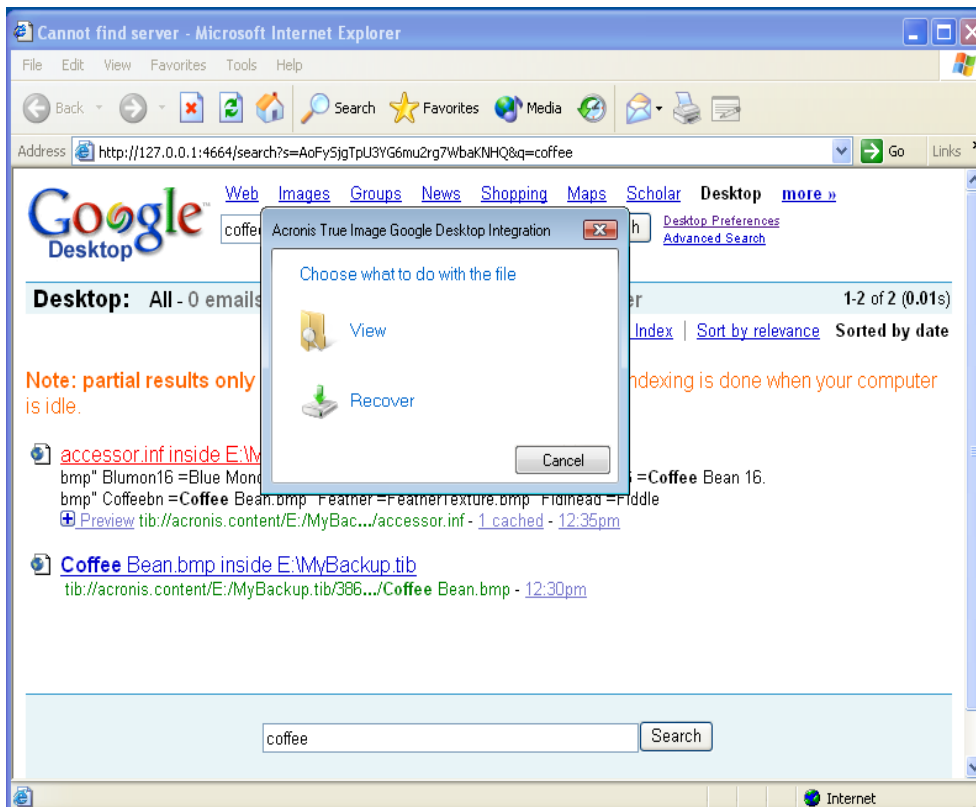 Cannot find server - Microsoft Internet Explorer
File Edit View Favorites Tools Help
Back Search Favorites Media
Address http://127.0.0.1:4664/search?s=AoFy5jgTpU3YG6mu2rg7WbaKNHQ&q=coffee Go Links
Google Desktop
Web Images Groups News Shopping Maps Scholar Desktop more »
Desktop Preferences
Advanced Search
Acronis True Image Google Desktop Integration
Choose what to do with the file
View
Recover
Cancel
Desktop: All - 0 emails 1-2 of 2 (0.01s)
Index | Sort by relevance Sorted by date
Note: partial results only indexing is done when your computer
is idle.
accessor.inf inside E:\M
bmp" Blumon16 =Blue Mon =Coffee Bean 16.
bmp" Coffeebn =Coffee Bean.bmp" Feather =FeatherTexture.bmp" Fidlhead =Fiddle
Preview tib://acronis.content/E:/MyBac.../accessor.inf - 1 cached - 12:35pm
Coffee Bean.bmp inside E:\MyBackup.tib
tib://acronis.content/E:/MyBackup.tib/386.../Coffee Bean.bmp - 12:30pm
coffee Search
Internet